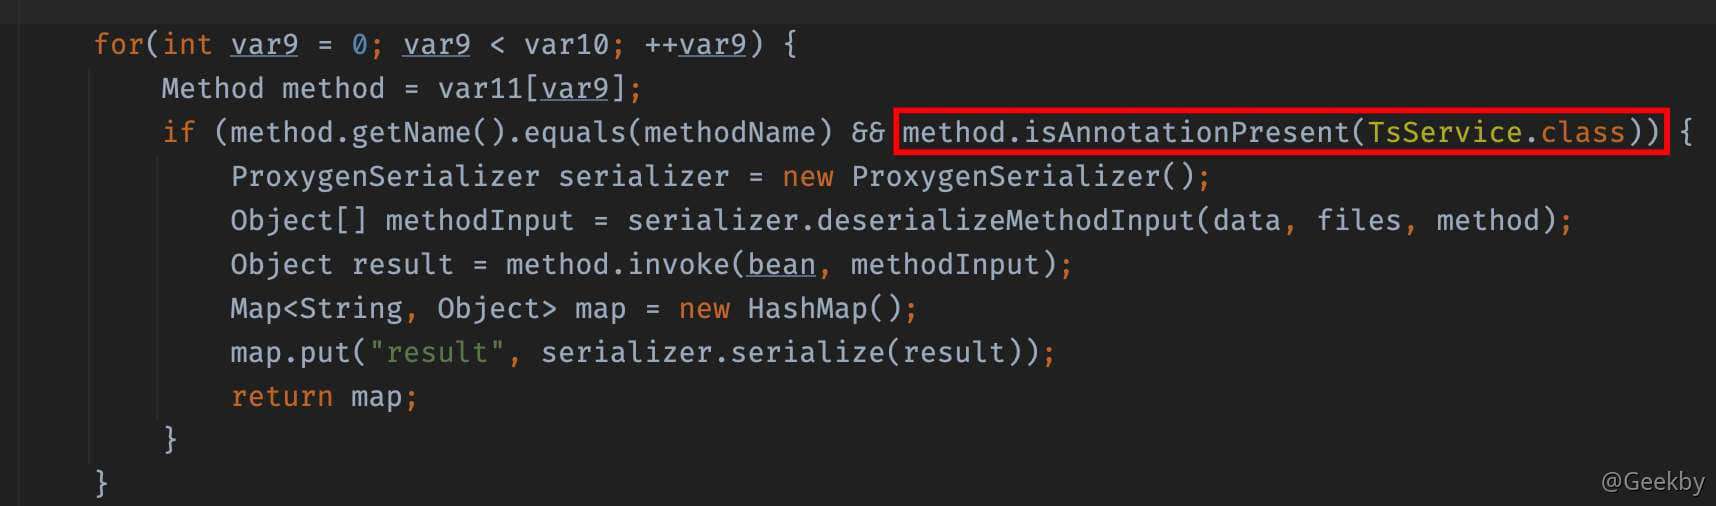 for(int var9 = 0; var9 < var10; ++var9) {
Method method = var11[var9];
if (method.getName().equals(methodName) && method.isAnnotationPresent(TsService.class)) {
ProxygenSerializer serializer = new ProxygenSerializer();
Object[] methodInput = serializer.deserializeMethodInput(data, files, method);
Object result = method.invoke(bean, methodInput);
Map<String, Object> map = new HashMap();
map.put("result", serializer.serialize(result));
return map;
}
}
@Geekby